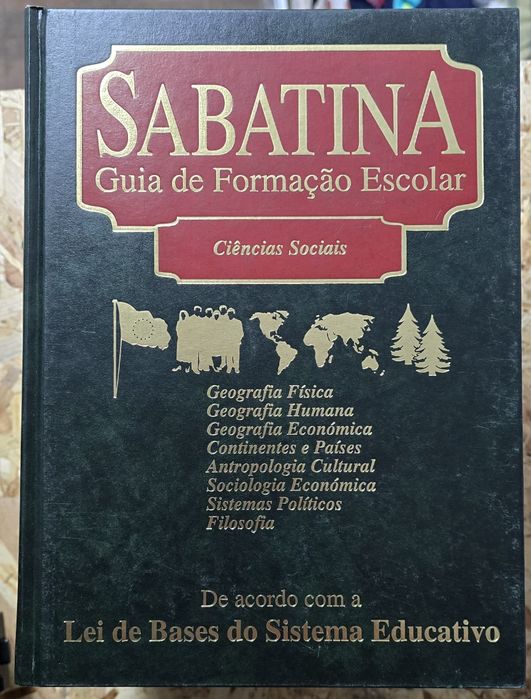 SABATINA
Guia de Formação Escolar
Ciências Sociais
Geografia Física
Geografia Humana
Geografia Económica
Continentes e Países
Antropologia Cultural
Sociologia Económica
Sistemas Políticos
Filosofia
De acordo com a
Lei de Bases do Sistema Educativo